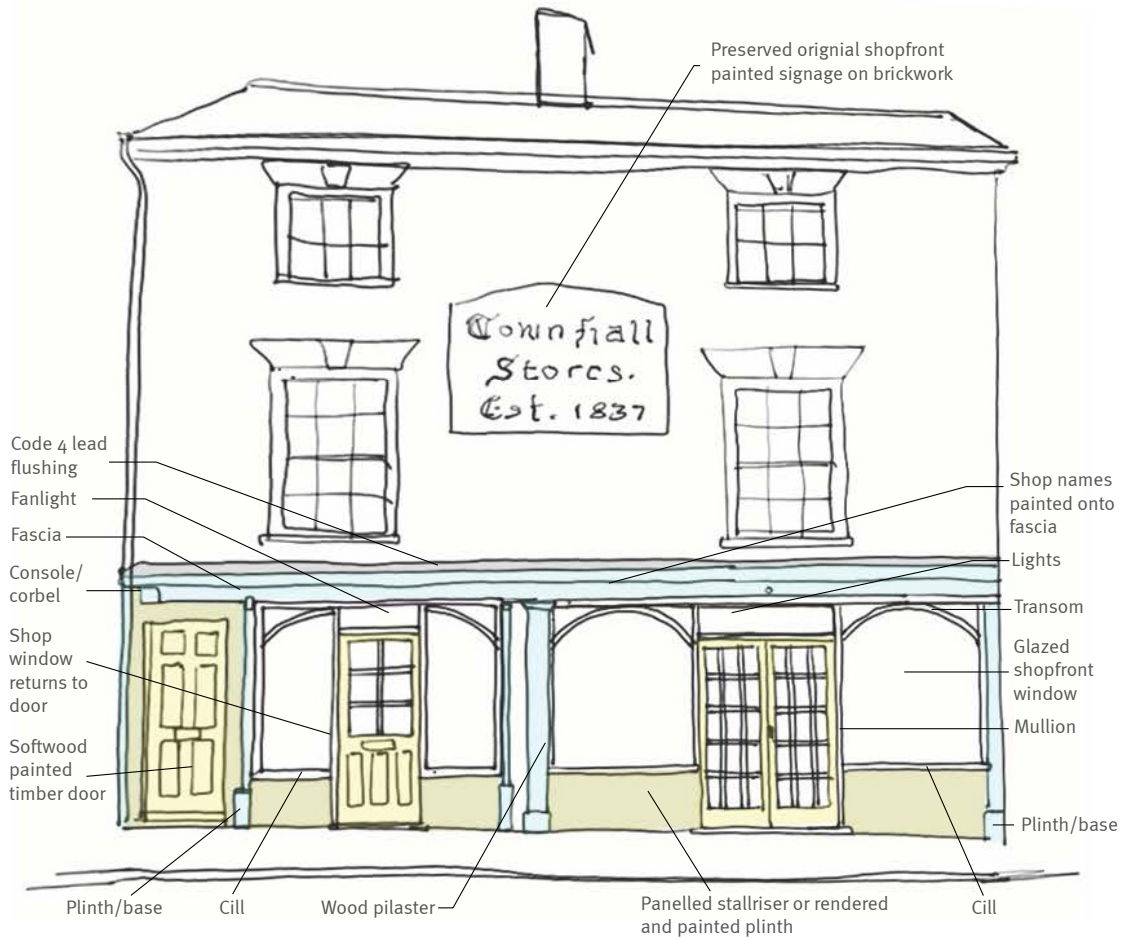 Preserved orignial shopfront
painted signage on brickwork
Townhall
Stores.
Est. 1837
Code 4 lead
flushing
Fanlight
Fascia
Console/
corbel
Shop
window
returns to
door
Softwood
painted
timber door
Shop names
painted onto
fascia
Lights
Transom
Glazed
shopfront
window
Mullion
Plinth/base
Plinth/base
Cill
Wood pilaster
Panelled stallriser or rendered
and painted plinth
Cill